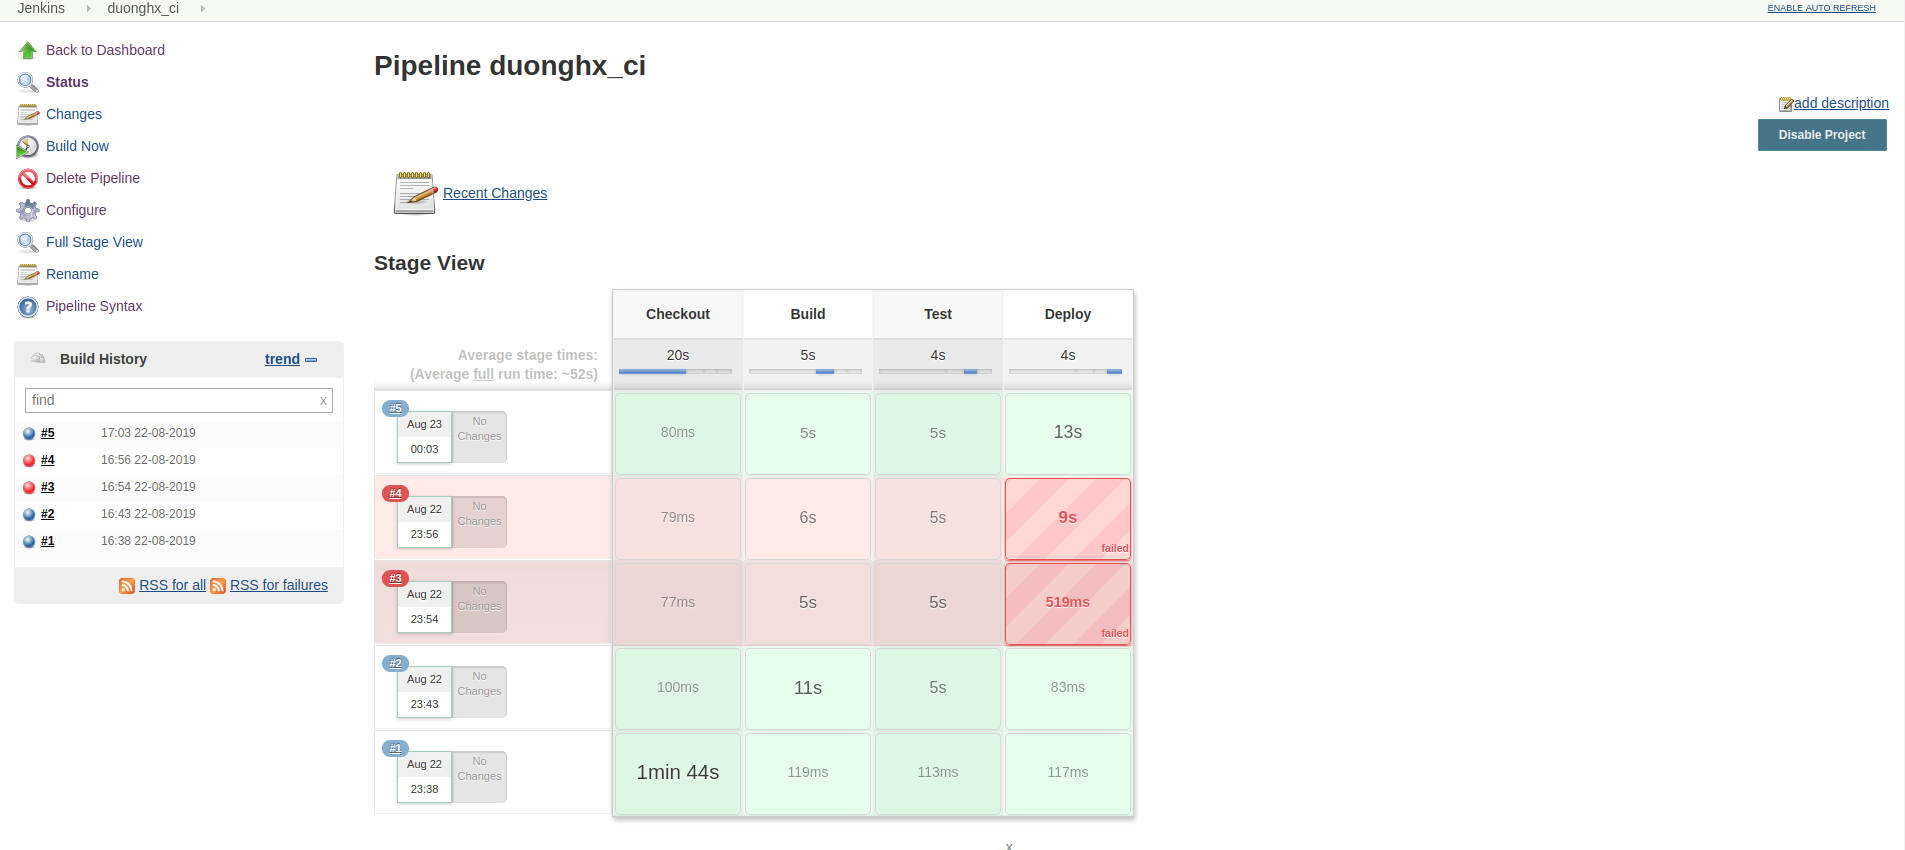 Jenkins duonghx_ci
ENABLE AUTO REFRESH
Back to Dashboard
Status
Changes
Build Now
Delete Pipeline
Configure
Full Stage View
Rename
Pipeline Syntax
Build History trend
find x
#5 17:03 22-08-2019
#4 16:56 22-08-2019
#3 16:54 22-08-2019
#2 16:43 22-08-2019
#1 16:38 22-08-2019
RSS for all RSS for failures
Pipeline duonghx_ci
add description
Disable Project
Recent Changes
Stage View
Checkout Build Test Deploy
Average stage times: 20s 5s 4s 4s
(Average full run time: ~52s)
#5
Aug 23 No
Changes
00:03
80ms 5s 5s 13s
#4
Aug 22 No
Changes
23:56
79ms 6s 5s 9s
failed
#3
Aug 22 No
Changes
23:54
77ms 5s 5s 519ms
failed
#2
Aug 22 No
Changes
23:43
100ms 11s 5s 83ms
#1
Aug 22 No
Changes
23:38
1min 44s 119ms 113ms 117ms
x